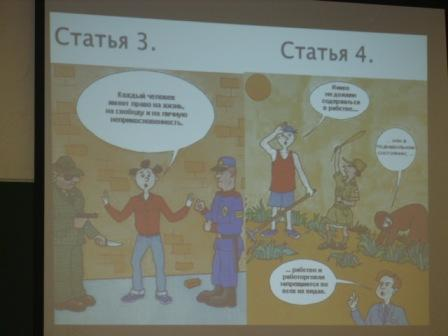 Статья 3.
Каждый человек
имеет право на жизнь,
на свободу и на личную
неприкосновенность.
Статья 4.
Никто
не должен
содержаться
в рабстве...
или в
подневольном
состоянии;
... рабство и
работорговля
запрещаются во
всех их видах.